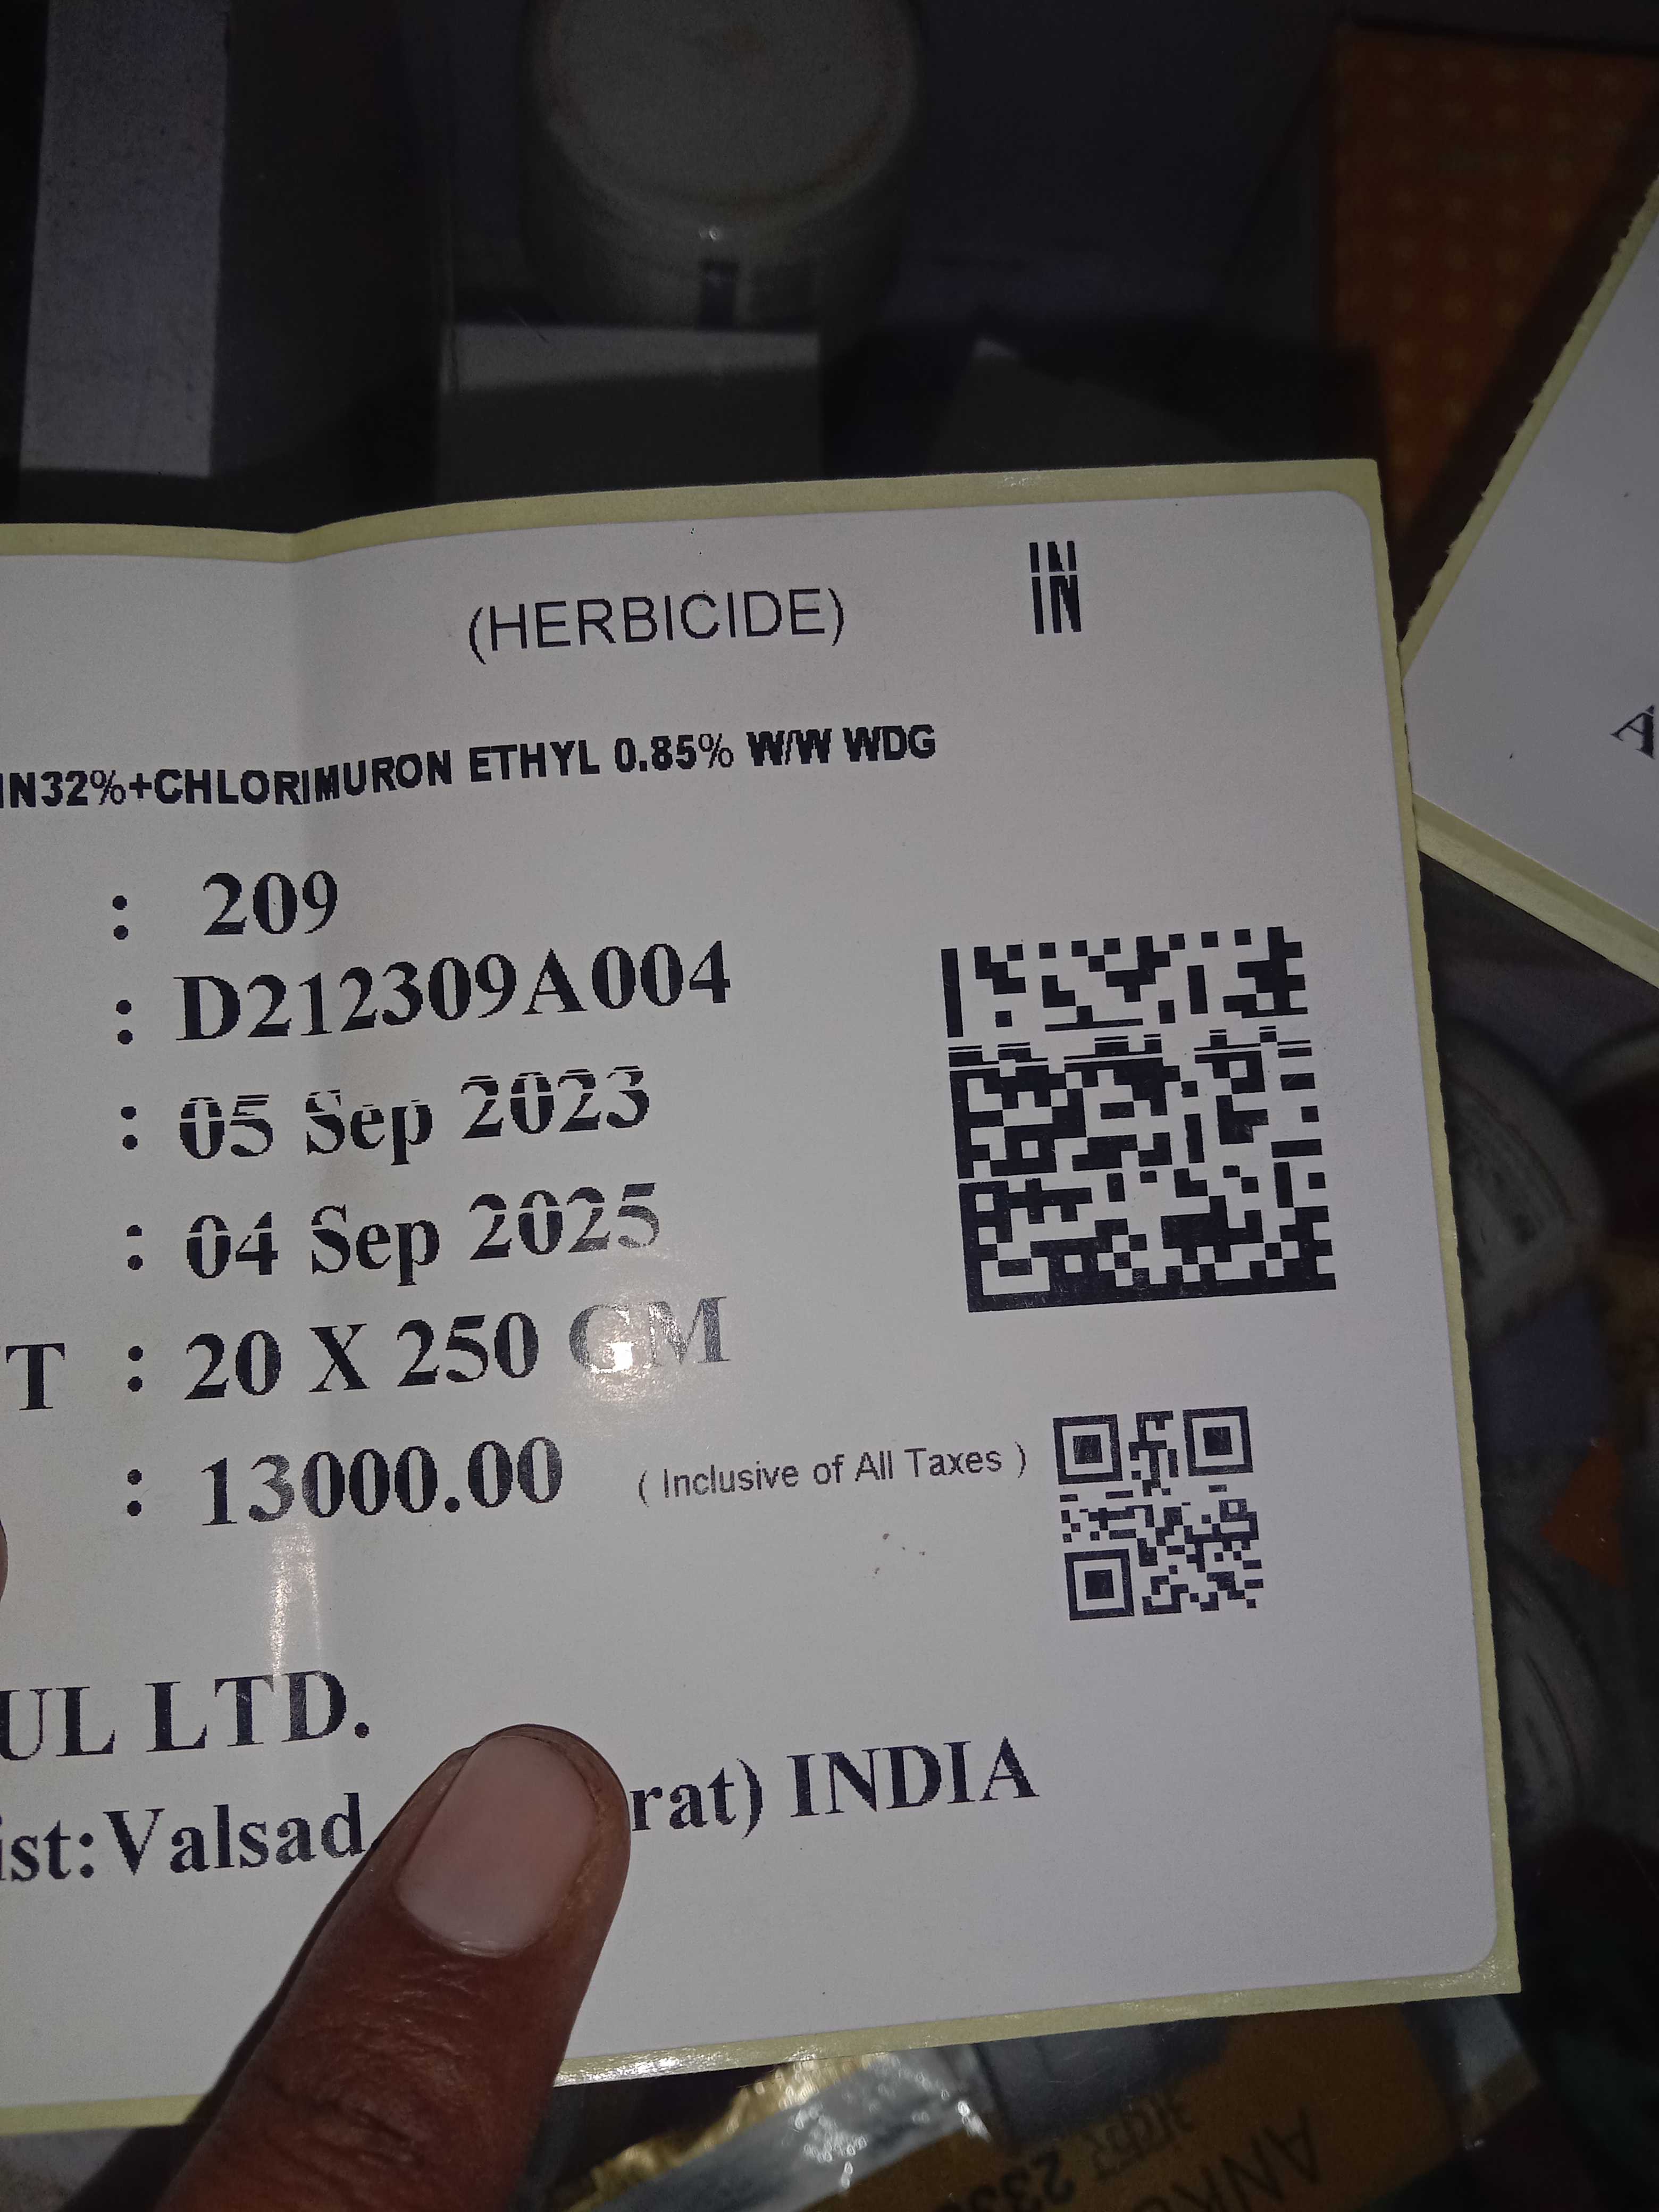 (HERBICIDE) IN
IN32%+CHLORIMURON ETHYL 0.85% W/W WDG
: 209
: D212309A004
: 05 Sep 2023
: 04 Sep 2025
T : 20 X 250 GM
: 13000.00 ( Inclusive of All Taxes )
UL LTD.
ist:Valsad rat) INDIA
A